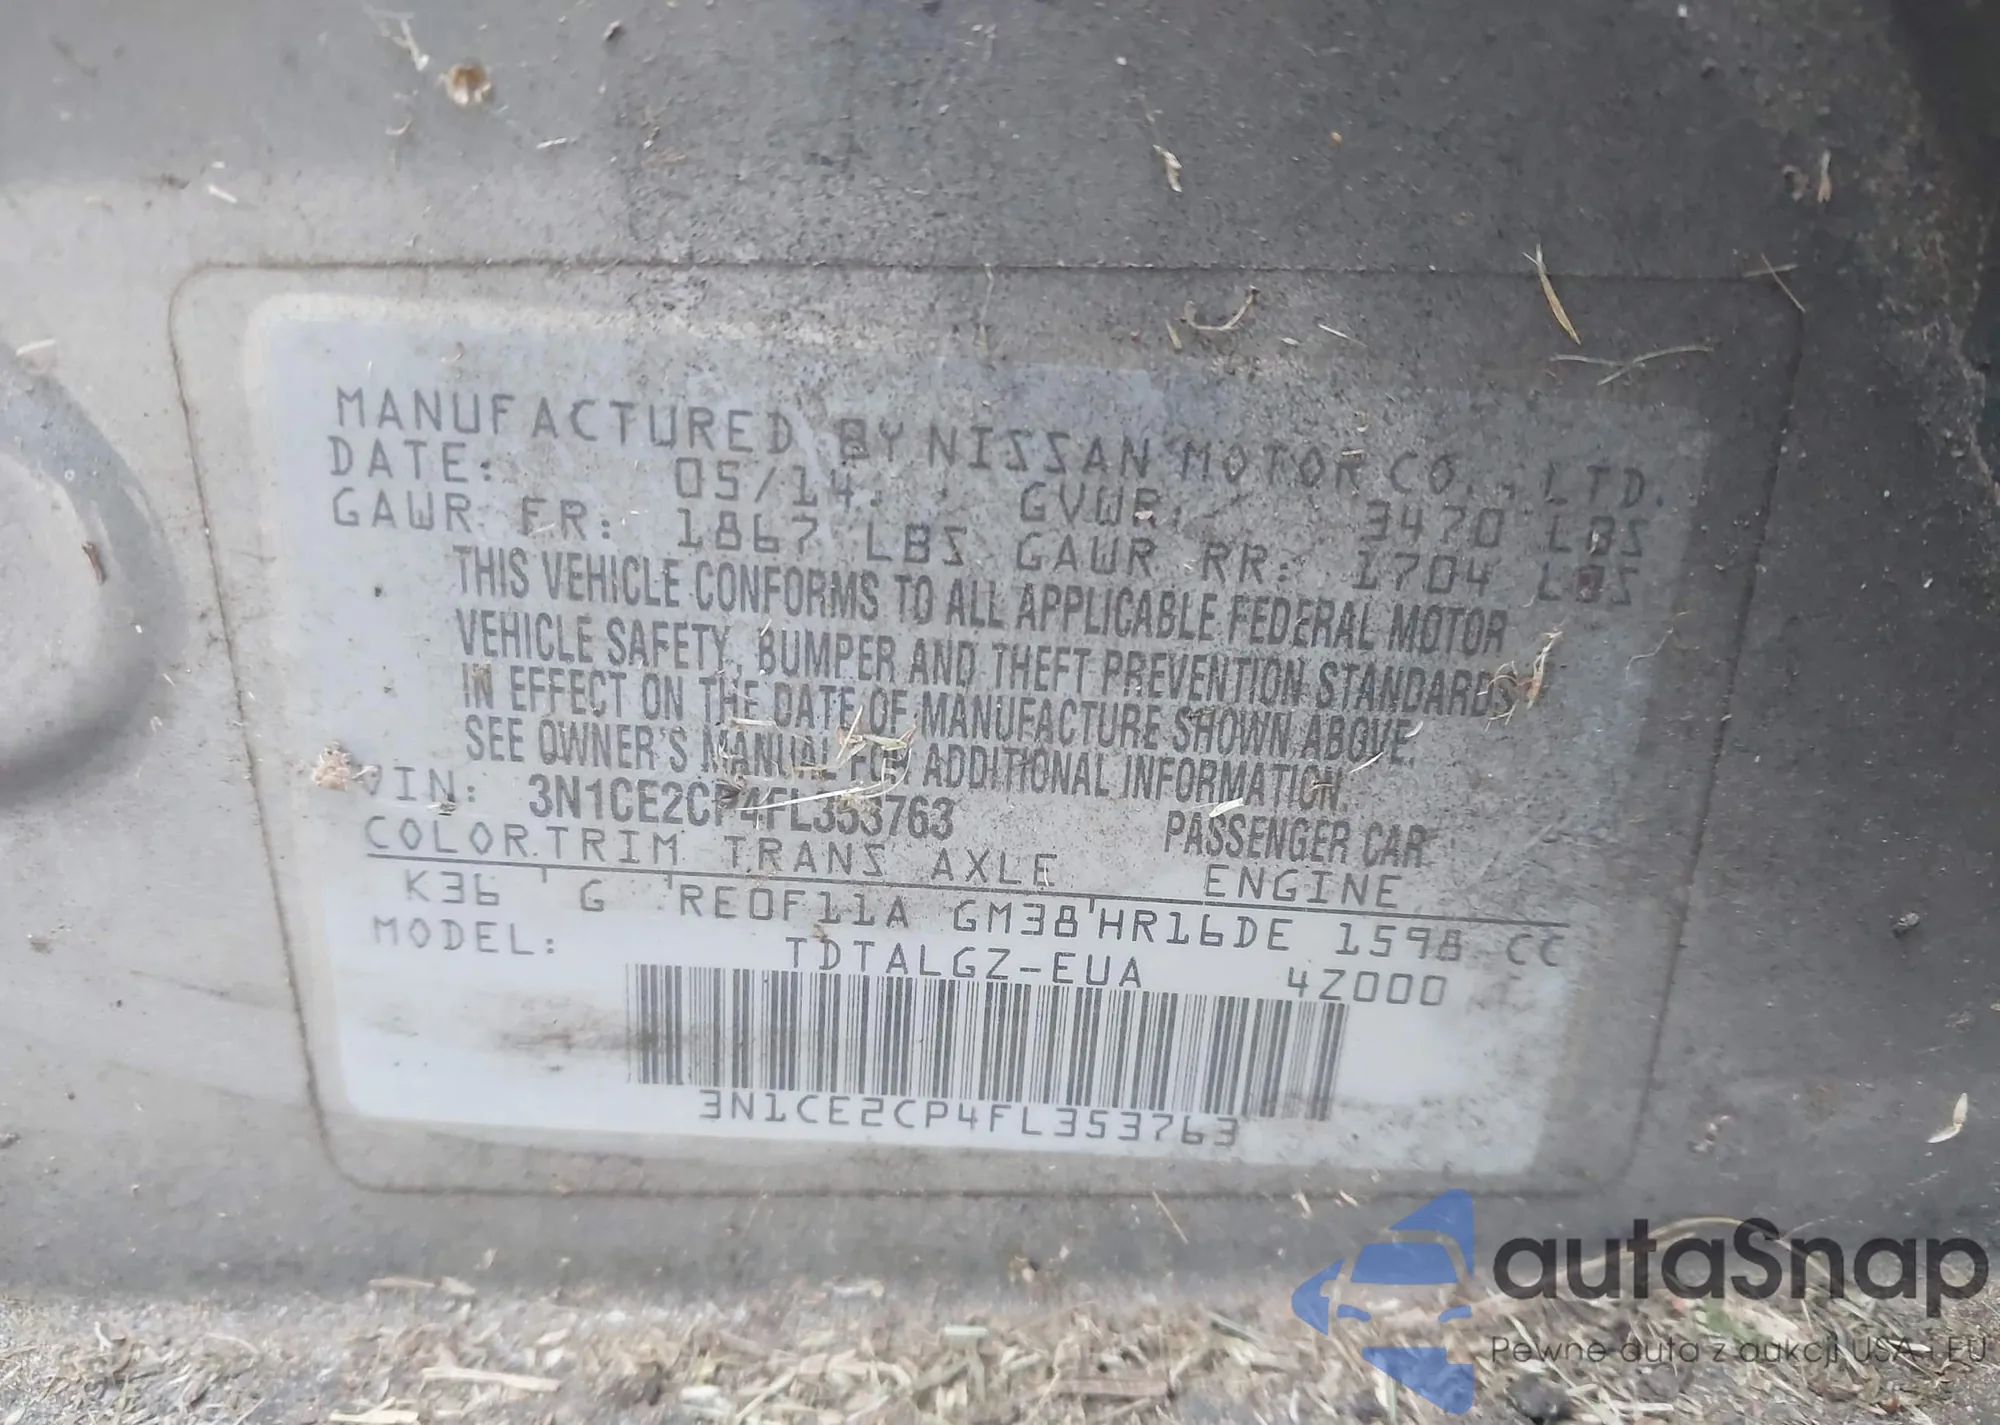 MANUFACTURED BY NISSAN MOTOR CO., LTD.
DATE: 05/14 GVWR: 3470 LBS
GAWR FR: 1867 LBS GAWR RR: 1704 LBS
THIS VEHICLE CONFORMS TO ALL APPLICABLE FEDERAL MOTOR
VEHICLE SAFETY, BUMPER AND THEFT PREVENTION STANDARDS
IN EFFECT ON THE DATE OF MANUFACTURE SHOWN ABOVE.
SEE OWNER'S MANUAL FOR ADDITIONAL INFORMATION.
VIN: 3N1CE2CP4FL353763 PASSENGER CAR
COLOR TRIM TRANS AXLE ENGINE
K36 G RE0F11A GM38 HR16DE 1598 CC
MODEL: TDTALGZ-EUA 4Z000
3N1CE2CP4FL353763
autaSnap
Pewne auta z aukcji USA i EU